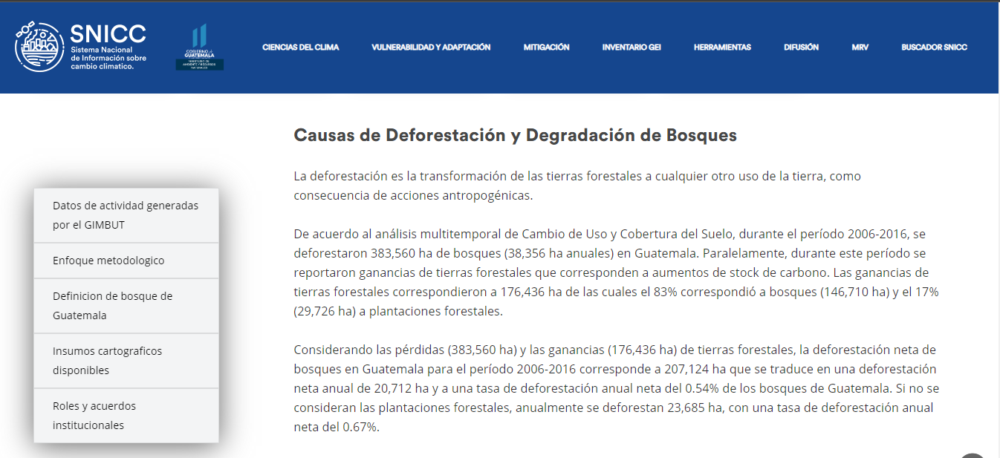 SNICC
Sistema Nacional
de Información sobre
cambio climatico.
GOBIERNO de
GUATEMALA
MINISTERIO DE
AMBIENTE Y RECURSOS
NATURALES
CIENCIAS DEL CLIMA
VULNERABILIDAD Y ADAPTACIÓN
MITIGACIÓN
INVENTARIO GEI
HERRAMIENTAS
DIFUSIÓN
MRV
BUSCADOR SNICC
Datos de actividad generadas
por el GIMBUT
Enfoque metodologico
Definicion de bosque de
Guatemala
Insumos cartograficos
disponibles
Roles y acuerdos
institucionales
Causas de Deforestación y Degradación de Bosques
La deforestación es la transformación de las tierras forestales a cualquier otro uso de la tierra, como
consecuencia de acciones antropogénicas.
De acuerdo al análisis multitemporal de Cambio de Uso y Cobertura del Suelo, durante el período 2006-2016, se
deforestaron 383,560 ha de bosques (38,356 ha anuales) en Guatemala. Paralelamente, durante este período se
reportaron ganancias de tierras forestales que corresponden a aumentos de stock de carbono. Las ganancias de
tierras forestales correspondieron a 176,436 ha de las cuales el 83% correspondió a bosques (146,710 ha) y el 17%
(29,726 ha) a plantaciones forestales.
Considerando las pérdidas (383,560 ha) y las ganancias (176,436 ha) de tierras forestales, la deforestación neta de
bosques en Guatemala para el período 2006-2016 corresponde a 207,124 ha que se traduce en una deforestación
neta anual de 20,712 ha y a una tasa de deforestación anual neta del 0.54% de los bosques de Guatemala. Si no se
consideran las plantaciones forestales, anualmente se deforestan 23,685 ha, con una tasa de deforestación anual
neta del 0.67%.